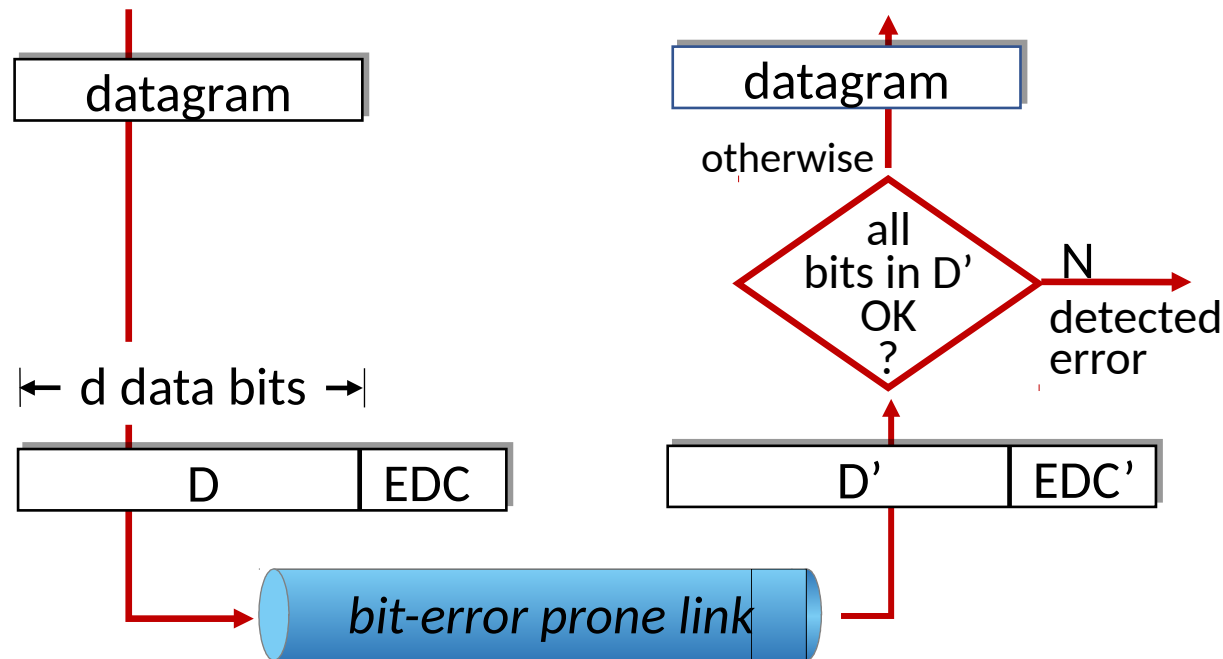 datagram
d data bits
D EDC
bit-error prone link
D’ EDC’
all
bits in D’
OK
?
N
detected
error
otherwise
datagram